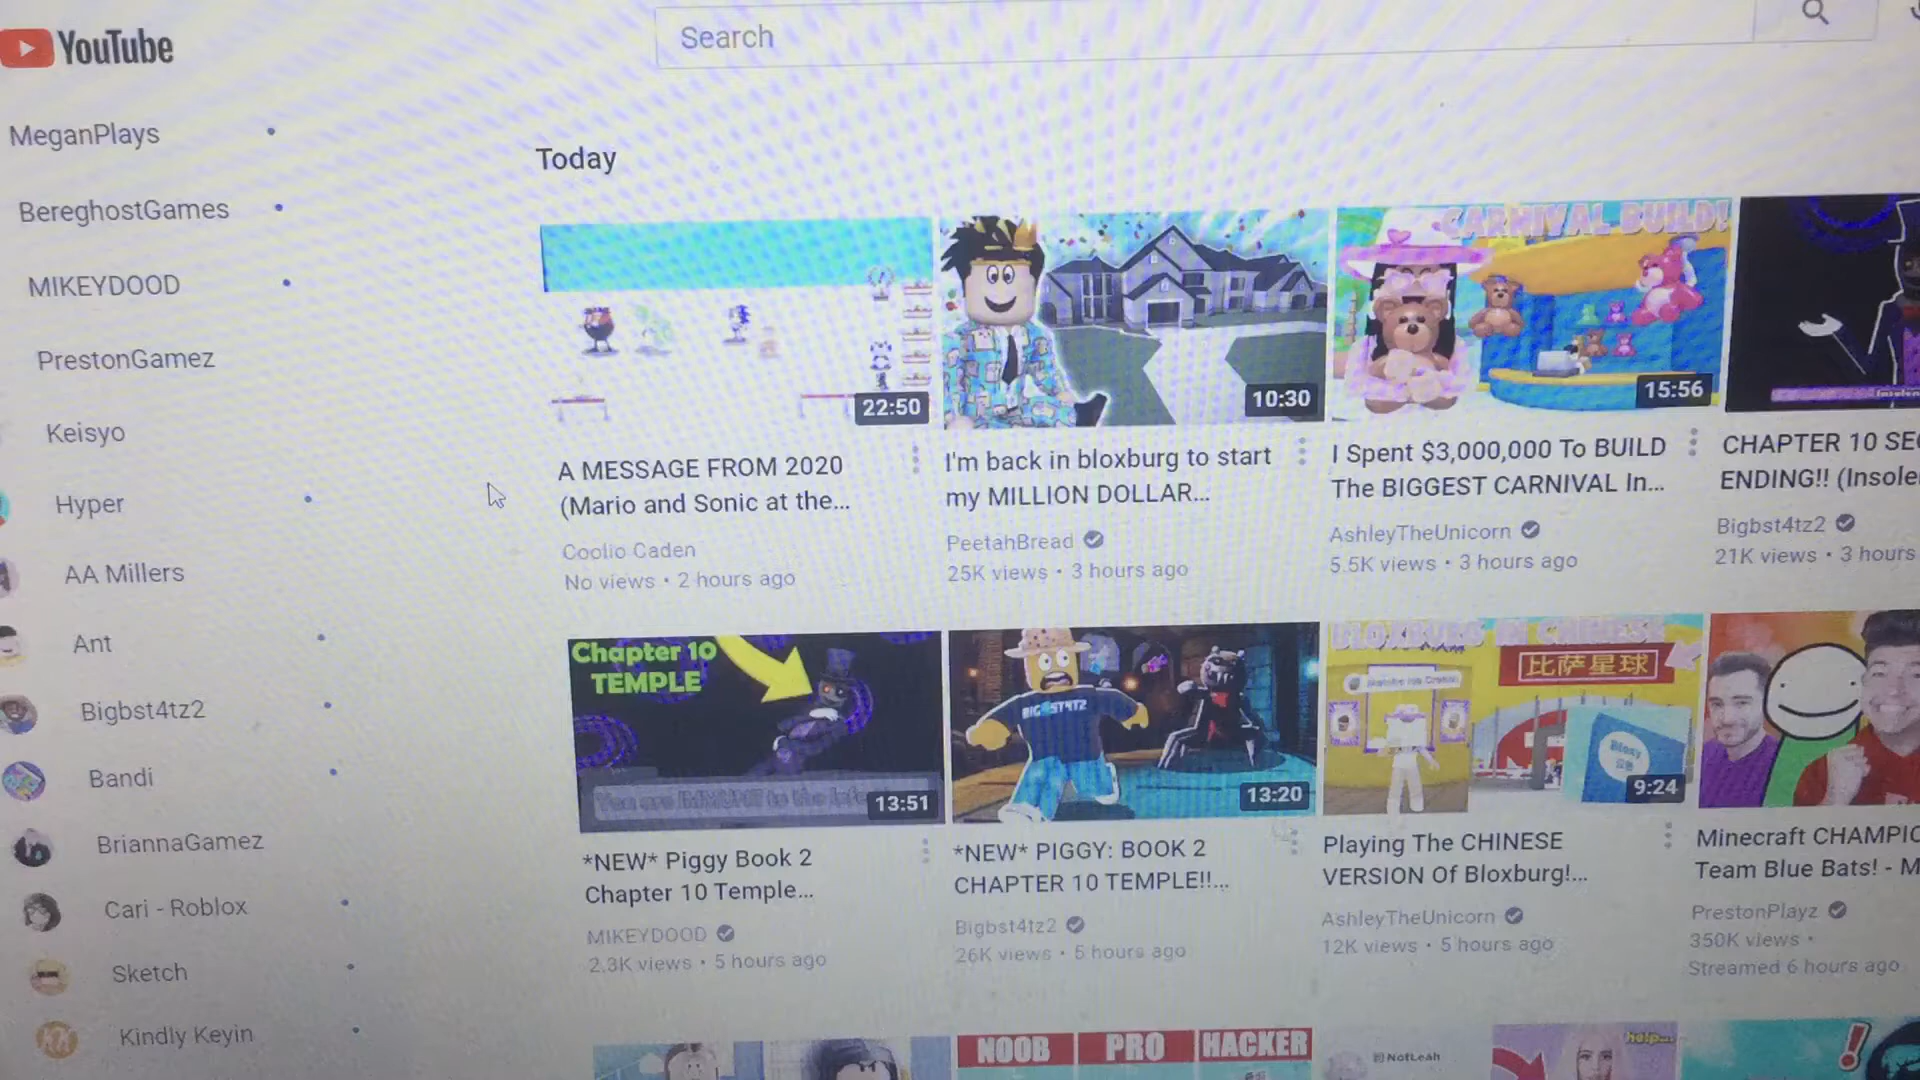 YouTube
Search
MeganPlays
BereghostGames
MIKEYDOOD
PrestonGamez
Keisyo
Hyper
AA Millers
Ant
Bigbst4tz2
Bandi
BriannaGamez
Cari - Roblox
Sketch
Kindly Keyin
Today
22:50
10:30
CARNIVAL BUILD!
15:56
A MESSAGE FROM 2020
(Mario and Sonic at the...
Coolio Caden
No views • 2 hours ago
I'm back in bloxburg to start
my MILLION DOLLAR...
PeetahBread
25K views • 3 hours ago
I Spent $3,000,000 To BUILD
The BIGGEST CARNIVAL In...
AshleyTheUnicorn
5.5K views • 3 hours ago
CHAPTER 10
ENDING!!
Bigbst4tz2
21K views • 3 hours
Chapter 10
TEMPLE
13:51
BIGBST4TZ
13:20
BLOXBURG IN CHINESE
比萨星球
Bloxy
9:24
*NEW* Piggy Book 2
Chapter 10 Temple...
MIKEYDOOD
2.3K views • 5 hours ago
*NEW* PIGGY: BOOK 2
CHAPTER 10 TEMPLE!!...
Bigbst4tz2
26K views • 5 hours ago
Playing The CHINESE
VERSION Of Bloxburg!...
AshleyTheUnicorn
12K views • 5 hours ago
Minecraft
Team Blue Bats! -
PrestonPlayz
350K views •
Streamed 6 hours ago
NOOB PRO HACKER
NotLeah
help...